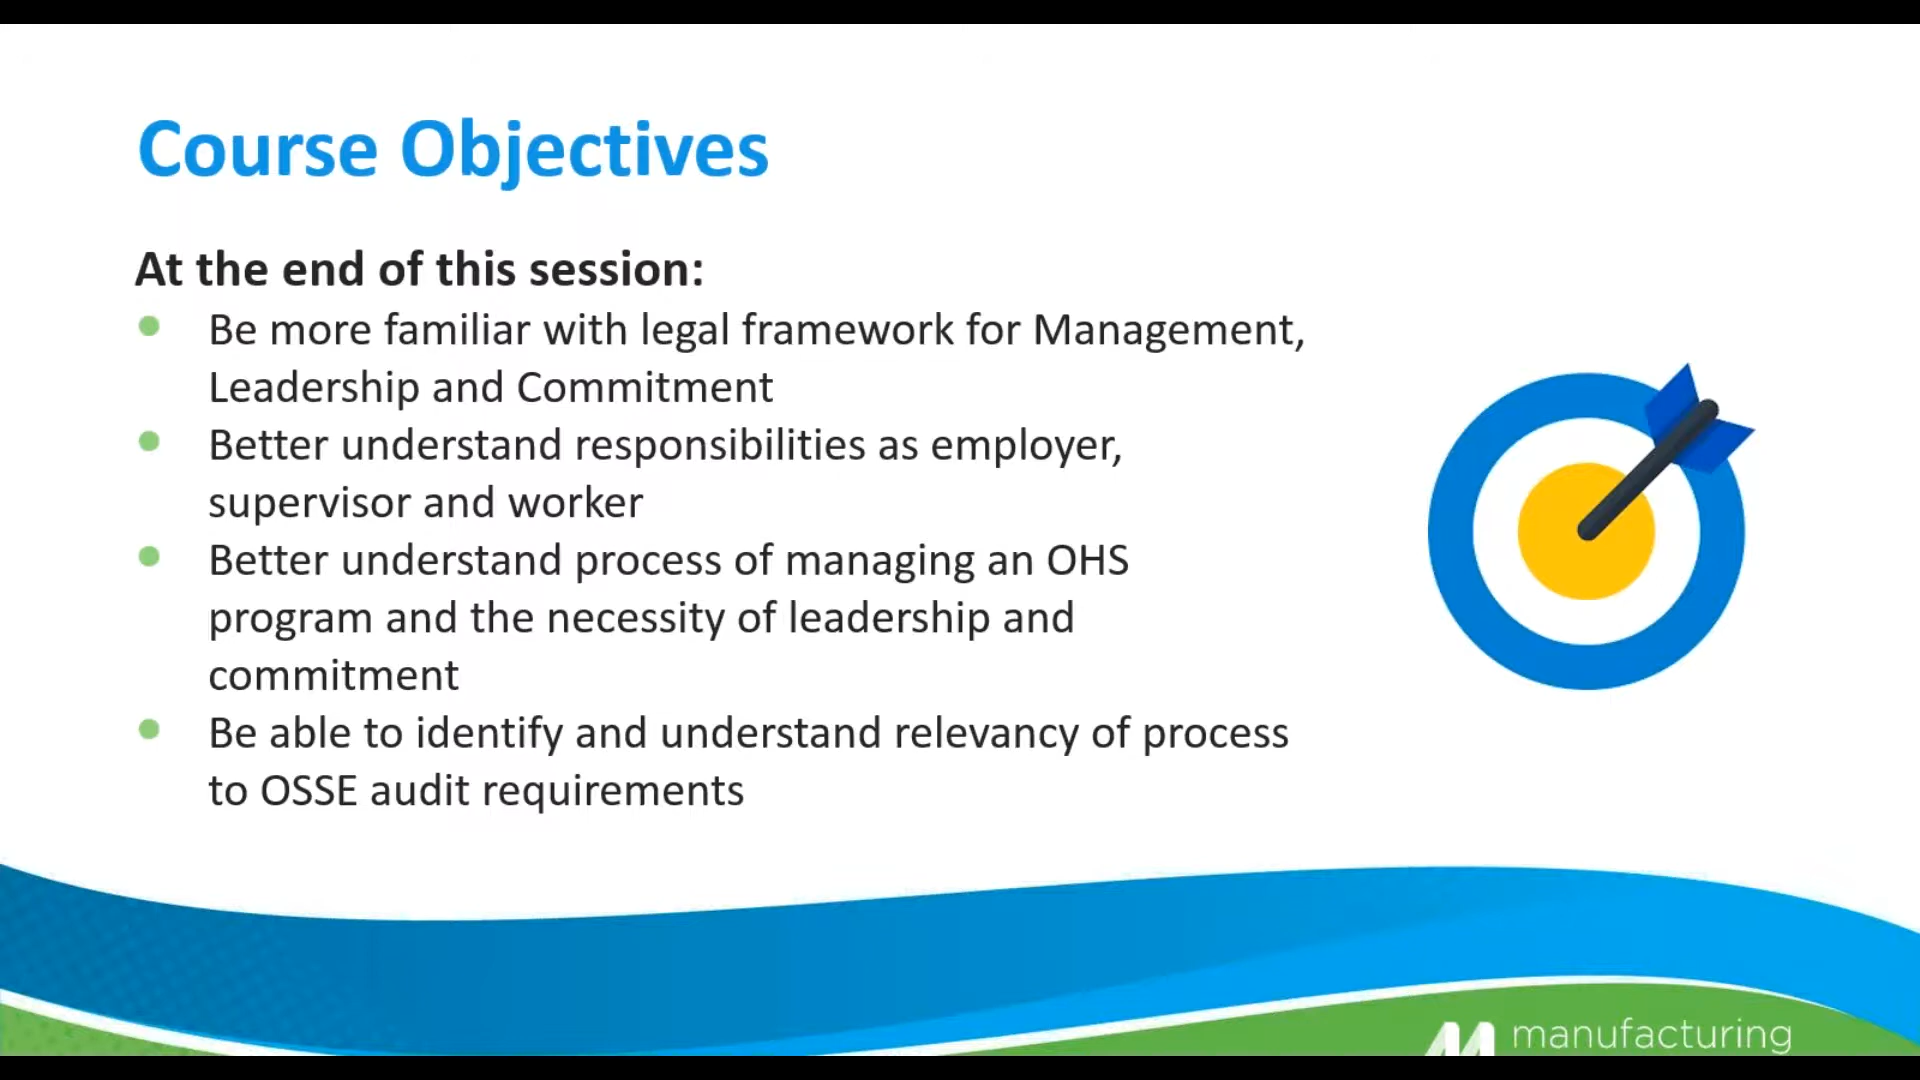 Course Objectives
At the end of this session:
Be more familiar with legal framework for Management,
Leadership and Commitment
Better understand responsibilities as employer,
supervisor and worker
Better understand process of managing an OHS
program and the necessity of leadership and
commitment
Be able to identify and understand relevancy of process
to OSSE audit requirements
manufacturing